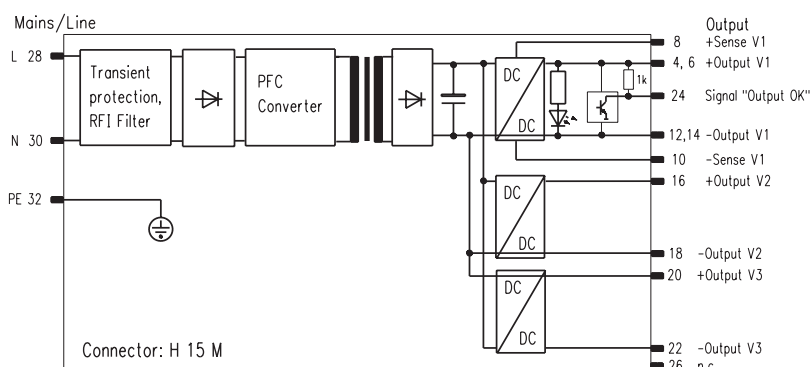 Mains/Line
Output
8 +Sense V1
L 28
4, 6 +Output V1
Transient
protection,
RFI Filter
PFC
Converter
DC
DC
1k
24 Signal "Output OK"
N 30
12,14 -Output V1
10 -Sense V1
16 +Output V2
DC
DC
PE 32
18 -Output V2
20 +Output V3
DC
DC
Connector: H 15 M
22 -Output V3
26 n.c.